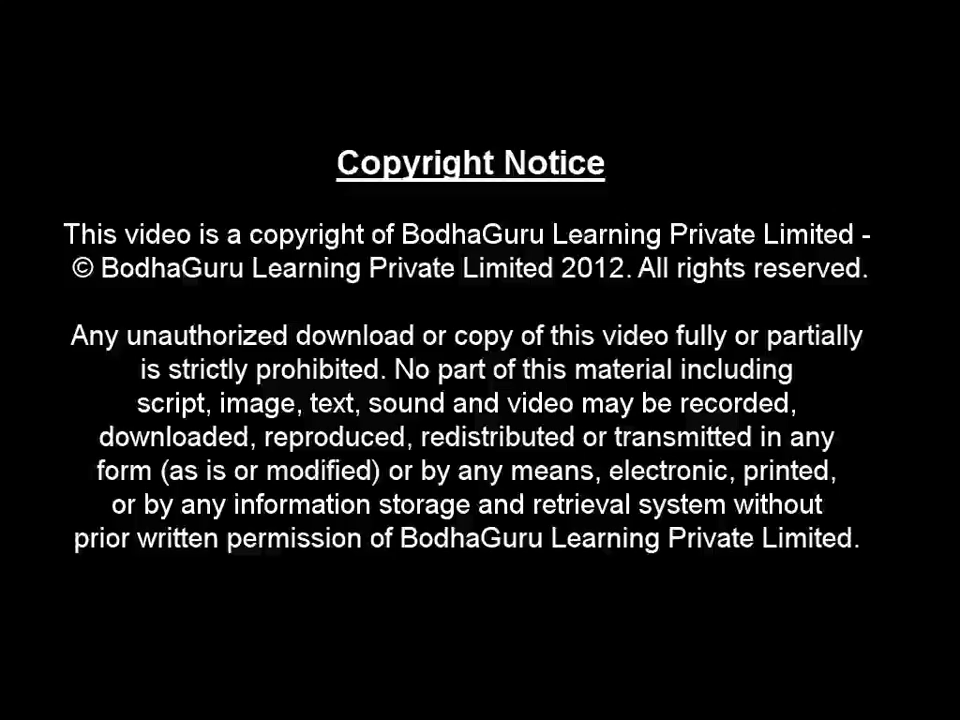 Copyright Notice
This video is a copyright of BodhaGuru Learning Private Limited -
© BodhaGuru Learning Private Limited 2012. All rights reserved.
Any unauthorized download or copy of this video fully or partially
is strictly prohibited. No part of this material including
script, image, text, sound and video may be recorded,
downloaded, reproduced, redistributed or transmitted in any
form (as is or modified) or by any means, electronic, printed,
or by any information storage and retrieval system without
prior written permission of BodhaGuru Learning Private Limited.